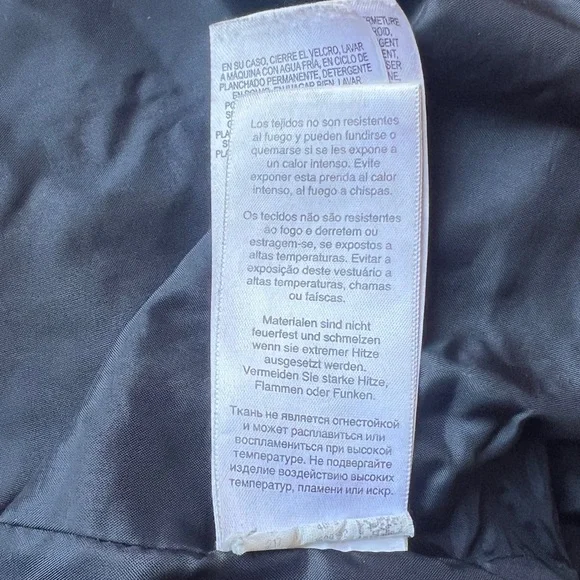 EN SU CASO, CIERRE EL VELCRO, LAVAR
A MÁQUINA CON AGUA FRÍA, EN CICLO DE
PLANCHADO PERMANENTE, DETERGENTE
Los tejidos no son resistentes
al fuego y pueden fundirse o
quemarse si se les expone a
un calor intenso. Evite
exponer esta prenda al calor
intenso, al fuego a chispas.
Os tecidos não são resistentes
ao fogo e derretem ou
estragem-se, se expostos a
altas temperaturas. Evitar a
exposição deste vestuário a
altas temperaturas, chamas
ou faíscas.
Materialen sind nicht
feuerfest und schmelzen
wenn sie extremer Hitze
ausgesetzt werden.
Vermeiden Sie starke Hitze,
Flammen oder Funken.
Ткань не является огнестойкой
и может расплавиться или
воспламениться при высокой
температуре. Не подвергайте
изделие воздействию высоких
температур, пламени или искр.